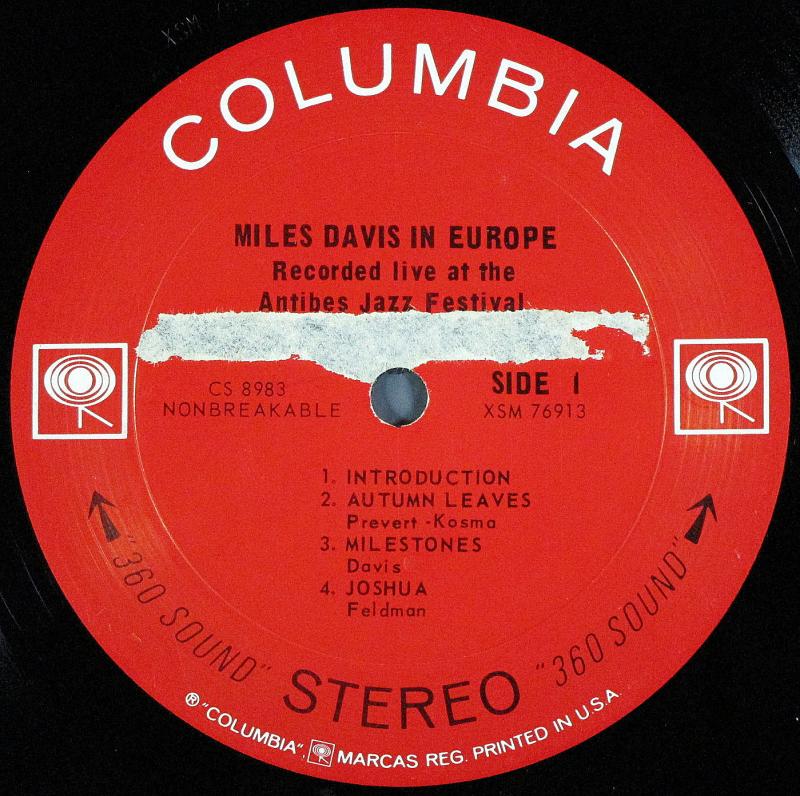 XSM
COLUMBIA
MILES DAVIS IN EUROPE
Recorded live at the
Antibes Jazz Festival
CS 8983
NONBREAKABLE
SIDE 1
XSM 76913
1. INTRODUCTION
2. AUTUMN LEAVES
Prevert -Kosma
3. MILESTONES
Davis
4. JOSHUA
Feldman
"360 SOUND" STEREO "360 SOUND"
® "COLUMBIA", MARCAS REG. PRINTED IN U.S.A.